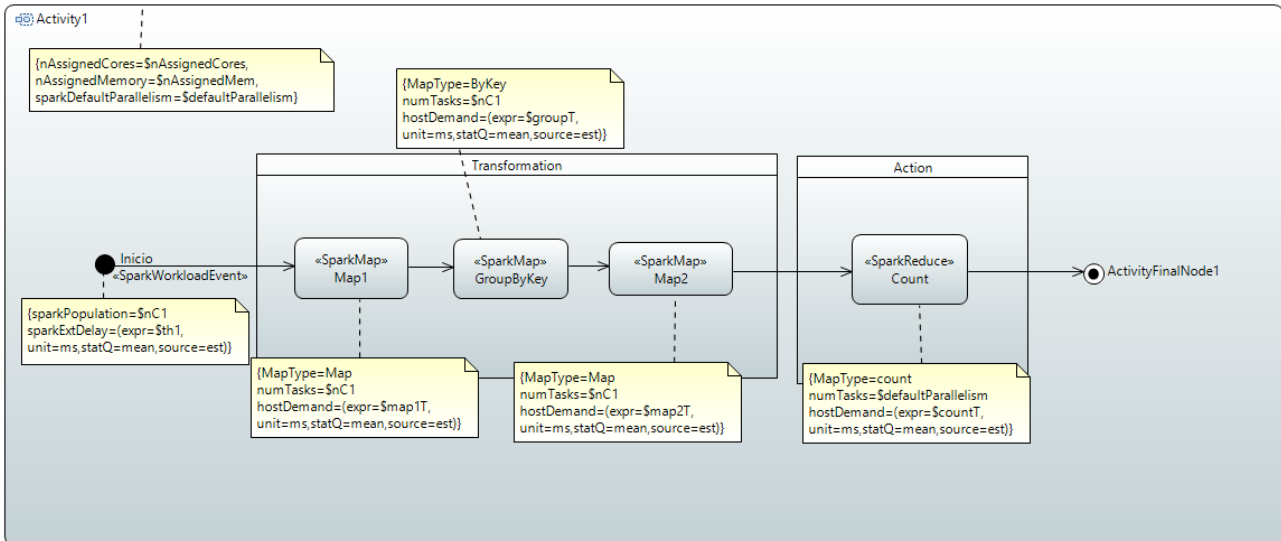 Activity1
{nAssignedCores=$nAssignedCores,
nAssignedMemory=$nAssignedMem,
sparkDefaultParallelism=$defaultParallelism}
{MapType=ByKey
numTasks=$nC1
hostDemand=(expr=$groupT,
unit=ms,statQ=mean,source=est)}
Transformation
Action
Inicio
«SparkWorkloadEvent»
«SparkMap»
Map1
«SparkMap»
GroupByKey
«SparkMap»
Map2
«SparkReduce»
Count
ActivityFinalNode1
{sparkPopulation=$nC1
sparkExtDelay=(expr=$th1,
unit=ms,statQ=mean,source=est)}
{MapType=Map
numTasks=$nC1
hostDemand=(expr=$map1T,
unit=ms,statQ=mean,source=est)}
{MapType=Map
numTasks=$nC1
hostDemand=(expr=$map2T,
unit=ms,statQ=mean,source=est)}
{MapType=count
numTasks=$defaultParallelism
hostDemand=(expr=$countT,
unit=ms,statQ=mean,source=est)}